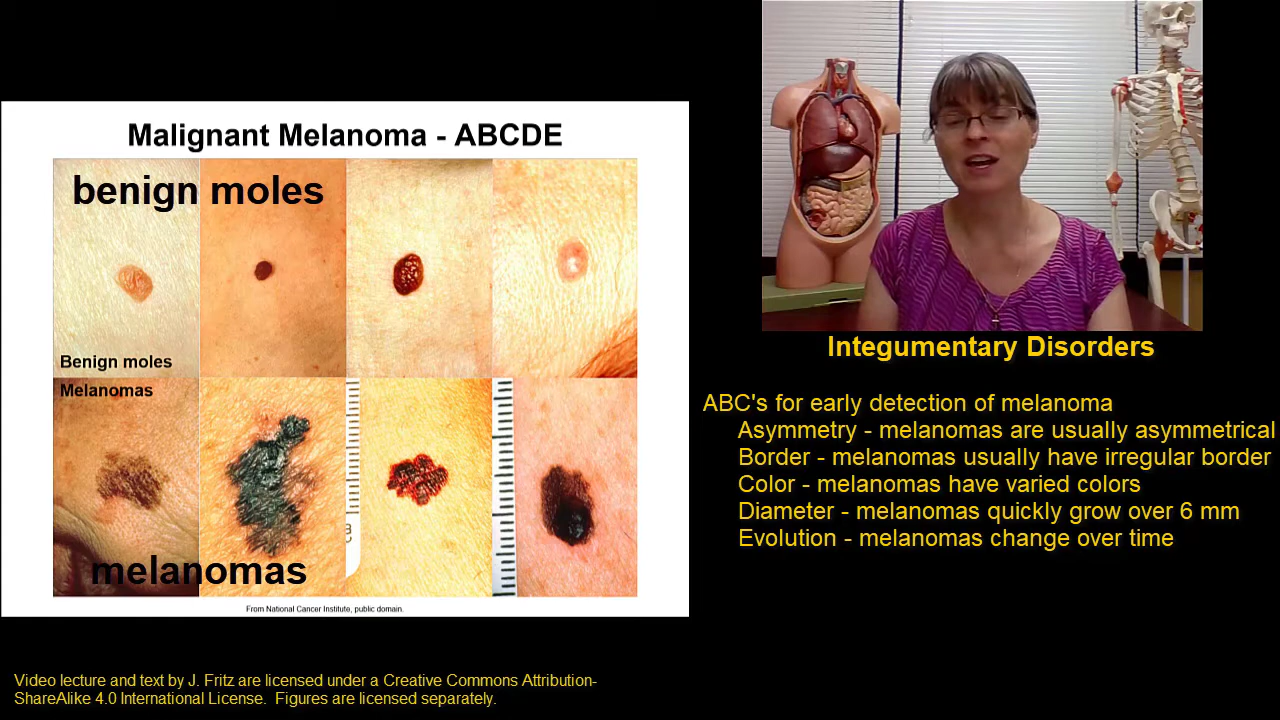 Malignant Melanoma - ABCDE
benign moles
Benign moles
Melanomas
melanomas
From National Cancer Institute, public domain.
Integumentary Disorders
ABC's for early detection of melanoma
Asymmetry - melanomas are usually asymmetrical
Border - melanomas usually have irregular border
Color - melanomas have varied colors
Diameter - melanomas quickly grow over 6 mm
Evolution - melanomas change over time
Video lecture and text by J. Fritz are licensed under a Creative Commons Attribution-
ShareAlike 4.0 International License.  Figures are licensed separately.